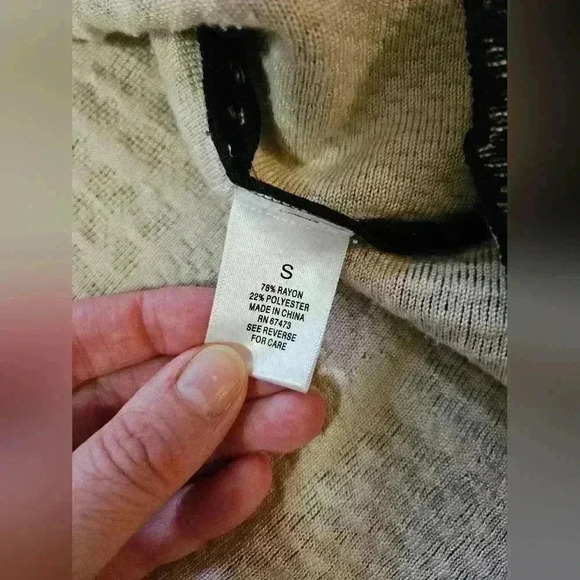 S
78% RAYON
22% POLYESTER
MADE IN CHINA
RN 67473
SEE REVERSE
FOR CARE